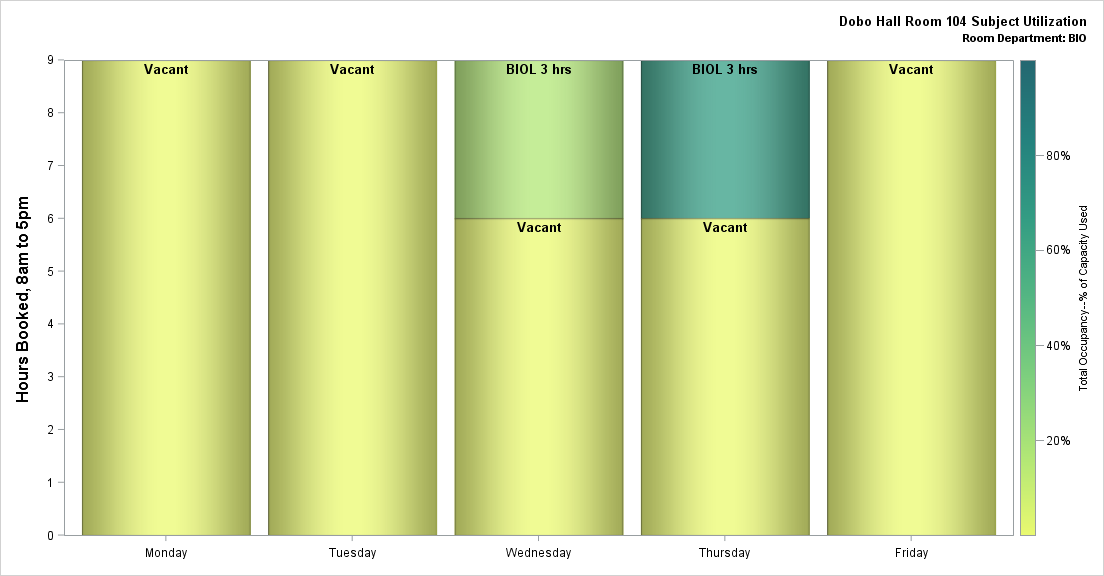 Dobo Hall Room 104 Subject Utilization
Room Department: BIO
Hours Booked, 8am to 5pm
9
8
7
6
5
4
3
2
1
0
Vacant
Vacant
BIOL 3 hrs
BIOL 3 hrs
Vacant
Vacant
Vacant
Monday
Tuesday
Wednesday
Thursday
Friday
80%
60%
40%
20%
Total Occupancy--% of Capacity Used